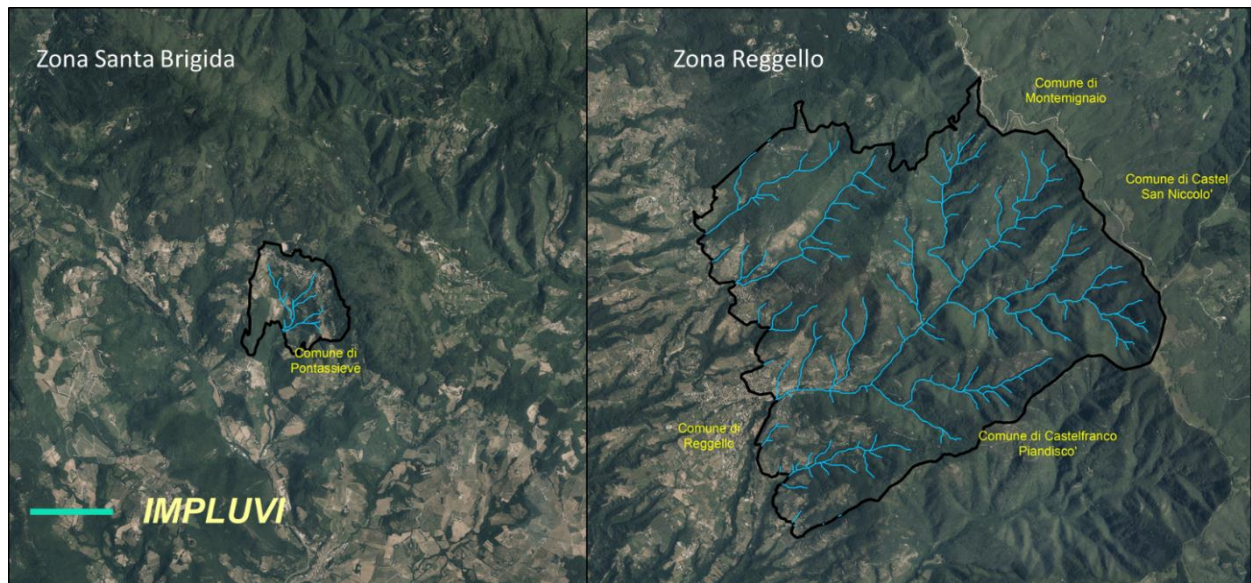 Zona Santa Brigida
Comune di
Pontassieve
IMPLUVI
Zona Reggello
Comune di
Montemignaio
Comune di Castel
San Niccolo'
Comune di
Reggello
Comune di Castelfranco
Piandisco'